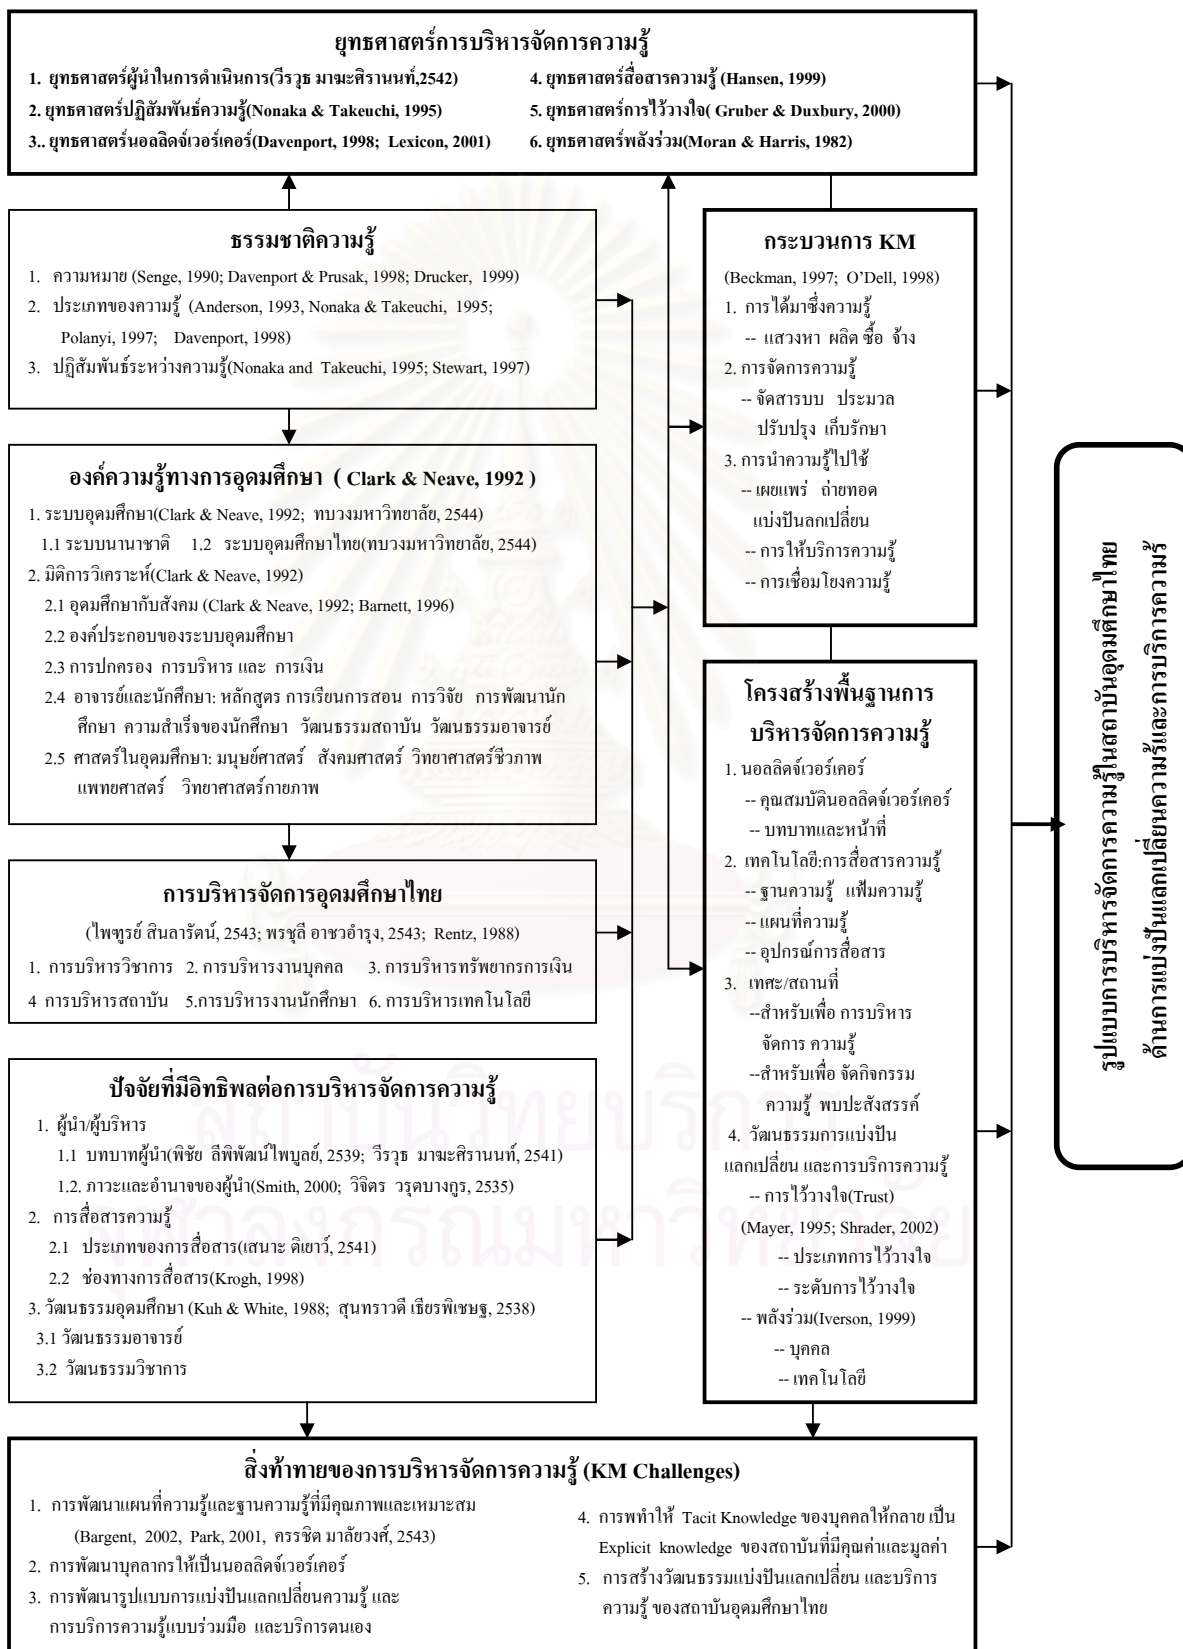 ยุทธศาสตร์การบริหารจัดการความรู้
1. ยุทธศาสตร์ผู้นำในการดำเนินการ(วีรวุธ มาฆะศิรานนท์,2542)
2. ยุทธศาสตร์ปฏิสัมพันธ์ความรู้(Nonaka & Takeuchi, 1995)
3.. ยุทธศาสตร์นอลลิดจ์เวอร์เคอร์(Davenport, 1998; Lexicon, 2001)
4. ยุทธศาสตร์สื่อสารความรู้ (Hansen, 1999)
5. ยุทธศาสตร์การไว้วางใจ( Gruber & Duxbury, 2000)
6. ยุทธศาสตร์พลังร่วม(Moran & Harris, 1982)
ธรรมชาติความรู้
1. ความหมาย (Senge, 1990; Davenport & Prusak, 1998; Drucker, 1999)
2. ประเภทของความรู้ (Anderson, 1993, Nonaka & Takeuchi, 1995;
Polanyi, 1997; Davenport, 1998)
3. ปฏิสัมพันธ์ระหว่างความรู้(Nonaka and Takeuchi, 1995; Stewart, 1997)
องค์ความรู้ทางการอุดมศึกษา ( Clark & Neave, 1992 )
1. ระบบอุดมศึกษา(Clark & Neave, 1992; ทบวงมหาวิทยาลัย, 2544)
1.1 ระบบนานาชาติ 1.2 ระบบอุดมศึกษาไทย(ทบวงมหาวิทยาลัย, 2544)
2. มิติการวิเคราะห์(Clark & Neave, 1992)
2.1 อุดมศึกษากับสังคม (Clark & Neave, 1992; Barnett, 1996)
2.2 องค์ประกอบของระบบอุดมศึกษา
2.3 การปกครอง การบริหาร และ การเงิน
2.4 อาจารย์และนักศึกษา: หลักสูตร การเรียนการสอน การวิจัย การพัฒนานัก
ศึกษา ความสำเร็จของนักศึกษา วัฒนธรรมสถาบัน วัฒนธรรมอาจารย์
2.5 ศาสตร์ในอุดมศึกษา: มนุษย์ศาสตร์ สังคมศาสตร์ วิทยาศาสตร์ชีวภาพ
แพทยศาสตร์ วิทยาศาสตร์กายภาพ
การบริหารจัดการอุดมศึกษาไทย
(ไพฑูรย์ สินลารัตน์, 2543; พรชุลี อาชวอำรุง, 2543; Rentz, 1988)
1. การบริหารวิชาการ 2. การบริหารงานบุคคล 3. การบริหารทรัพยากรการเงิน
4 การบริหารสถาบัน 5.การบริหารงานนักศึกษา 6. การบริหารเทคโนโลยี
ปัจจัยที่มีอิทธิพลต่อการบริหารจัดการความรู้
1. ผู้นำ/ผู้บริหาร
1.1 บทบาทผู้นำ(พิชัย ลีพิพัฒน์ไพบูลย์, 2539; วีรวุธ มาฆะศิรานนท์, 2541)
1.2. ภาวะและอำนาจของผู้นำ(Smith, 2000; วิจิตร วรุตบางกูร, 2535)
2. การสื่อสารความรู้
2.1 ประเภทของการสื่อสาร(เสนาะ ติเยาว์, 2541)
2.2 ช่องทางการสื่อสาร(Krogh, 1998)
3. วัฒนธรรมอุดมศึกษา (Kuh & White, 1988; สุนทราวดี เธียรพิเชษฐ, 2538)
3.1 วัฒนธรรมอาจารย์
3.2 วัฒนธรรมวิชาการ
กระบวนการ KM
(Beckman, 1997; O’Dell, 1998)
1. การได้มาซึ่งความรู้
-- แสวงหา ผลิต ซื้อ จ้าง
2. การจัดการความรู้
-- จัดสารบบ ประมวล
ปรับปรุง เก็บรักษา
3. การนำความรู้ไปใช้
-- เผยแพร่ ถ่ายทอด
แบ่งปันลกเปลี่ยน
-- การให้บริการความรู้
-- การเชื่อมโยงความรู้
โครงสร้างพื้นฐานการ
บริหารจัดการความรู้
1. นอลลิดจ์เวอร์เคอร์
-- คุณสมบัตินอลลิดจ์เวอร์เคอร์
-- บทบาทและหน้าที่
2. เทคโนโลยี:การสื่อสารความรู้
-- ฐานความรู้ แฟ้มความรู้
-- แผนที่ความรู้
-- อุปกรณ์การสื่อสาร
3. เทศะ/สถานที่
--สำหรับเพื่อ การบริหาร
จัดการ ความรู้
--สำหรับเพื่อ จัดกิจกรรม
ความรู้ พบปะสังสรรค์
4. วัฒนธรรมการแบ่งปัน
แลกเปลี่ยน และการบริการความรู้
-- การไว้วางใจ(Trust)
(Mayer, 1995; Shrader, 2002)
-- ประเภทการไว้วางใจ
-- ระดับการไว้วางใจ
-- พลังร่วม(Iverson, 1999)
-- บุคคล
-- เทคโนโลยี
รูปแบบการบริหารจัดการความรู้ในสถาบันอุดมศึกษาไทย
ด้านการแบ่งปันแลกเปลี่ยนความรู้และการบริการความรู้
สิ่งท้าทายของการบริหารจัดการความรู้ (KM Challenges)
1. การพัฒนาแผนที่ความรู้และฐานความรู้ที่มีคุณภาพและเหมาะสม
(Bargent, 2002, Park, 2001, ครรชิต มาลัยวงศ์, 2543)
2. การพัฒนาบุคลากรให้เป็นนอลลิดจ์เวอร์เคอร์
3. การพัฒนารูปแบบการแบ่งปันแลกเปลี่ยนความรู้ และ
การบริการความรู้แบบร่วมมือ และบริการตนเอง
4. การพทำให้ Tacit Knowledge ของบุคคลให้กลาย เป็น
Explicit knowledge ของสถาบันที่มีคุณค่าและมูลค่า
5. การสร้างวัฒนธรรมแบ่งปันแลกเปลี่ยน และบริการ
ความรู้ ของสถาบันอุดมศึกษาไทย
สถาบันวิทยบริการ
จุฬาลงกรณ์มหาวิทยาลัย